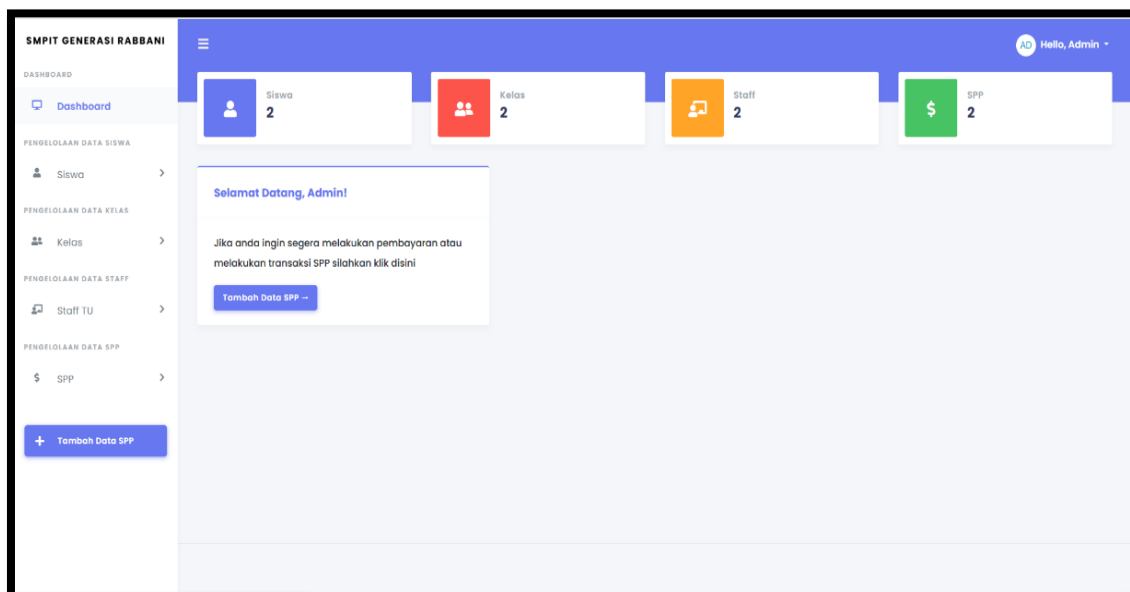 SMPIT GENERASI RABBANI
DASHBOARD
Dashboard
PENGELOLAAN DATA SISWA
Siswa
PENGELOLAAN DATA KELAS
Kelas
PENGELOLAAN DATA STAFF
Staff TU
PENGELOLAAN DATA SPP
$ SPP
+ Tambah Data SPP
AD Hello, Admin
Siswa
2
Kelas
2
Staff
2
$ SPP
2
Selamat Datang, Admin!
Jika anda ingin segera melakukan pembayaran atau
melakukan transaksi SPP silahkan klik disini
Tambah Data SPP →